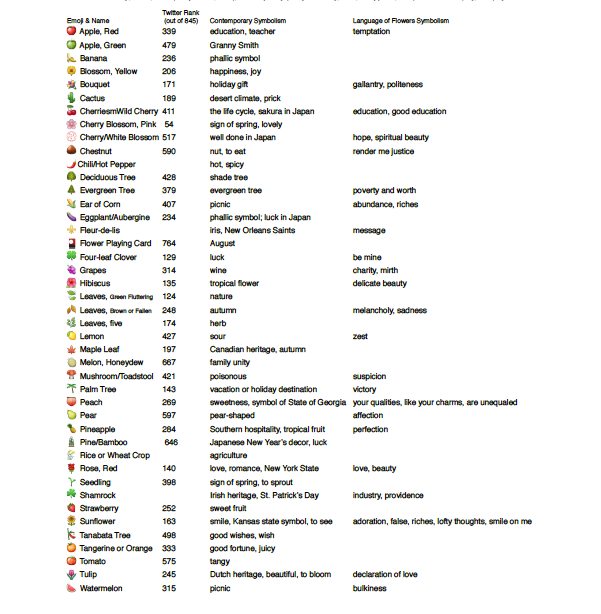 Twitter Rank
Emoji & Name (out of 845) Contemporary Symbolism Language of Flowers Symbolism
Apple, Red 339 education, teacher temptation
Apple, Green 479 Granny Smith
Banana 236 phallic symbol
Blossom, Yellow 206 happiness, joy
Bouquet 171 holiday gift gallantry, politeness
Cactus 189 desert climate, prick
CherriesmWild Cherry 411 the life cycle, sakura in Japan education, good education
Cherry Blossom, Pink 54 sign of spring, lovely
Cherry/White Blossom 517 well done in Japan hope, spiritual beauty
Chestnut 590 nut, to eat render me justice
Chili/Hot Pepper hot, spicy
Deciduous Tree 428 shade tree
Evergreen Tree 379 evergreen tree poverty and worth
Ear of Corn 407 picnic abundance, riches
Eggplant/Aubergine 234 phallic symbol; luck in Japan
Fleur-de-lis iris, New Orleans Saints message
Flower Playing Card 764 August
Four-leaf Clover 129 luck be mine
Grapes 314 wine charity, mirth
Hibiscus 135 tropical flower delicate beauty
Leaves, Green Fluttering 124 nature
Leaves, Brown or Fallen 248 autumn melancholy, sadness
Leaves, five 174 herb
Lemon 427 sour zest
Maple Leaf 197 Canadian heritage, autumn
Melon, Honeydew 667 family unity
Mushroom/Toadstool 421 poisonous suspicion
Palm Tree 143 vacation or holiday destination victory
Peach 269 sweetness, symbol of State of Georgia your qualities, like your charms, are unequaled
Pear 597 pear-shaped affection
Pineapple 284 Southern hospitality, tropical fruit perfection
Pine/Bamboo 646 Japanese New Year's decor, luck
Rice or Wheat Crop agriculture
Rose, Red 140 love, romance, New York State love, beauty
Seedling 398 sign of spring, to sprout
Shamrock Irish heritage, St. Patrick's Day industry, providence
Strawberry 252 sweet fruit
Sunflower 163 smile, Kansas state symbol, to see adoration, false, riches, lofty thoughts, smile on me
Tanabata Tree 498 good wishes, wish
Tangerine or Orange 333 good fortune, juicy
Tomato 575 tangy
Tulip 245 Dutch heritage, beautiful, to bloom declaration of love
Watermelon 315 picnic bulkiness